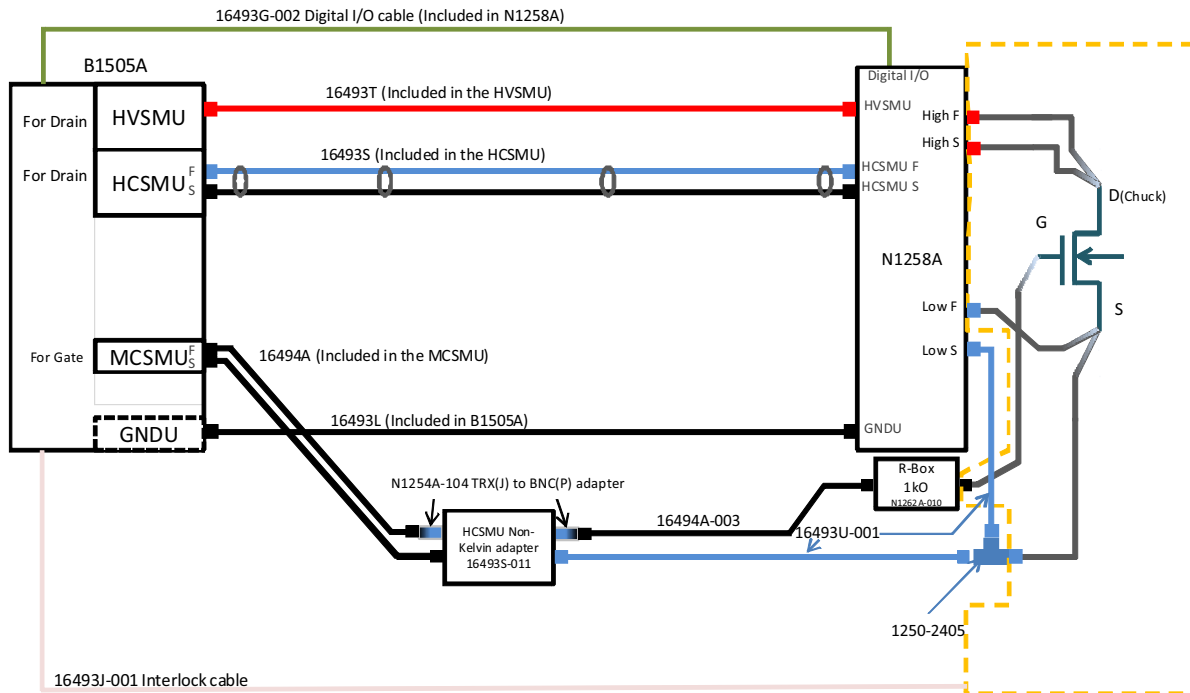 16493G-002 Digital I/O cable (Included in N1258A)
B1505A
Digital I/O
For Drain
HVSMU
16493T (Included in the HVSMU)
HVSMU
High F
High S
For Drain
HCSMU
F
S
16493S (Included in the HCSMU)
HCSMU F
HCSMU S
D(Chuck)
G
N1258A
Low F
S
Low S
For Gate
MCSMU
F
S
16494A (Included in the MCSMU)
GNDU
16493L (Included in B1505A)
GNDU
R-Box
1kO
N1262A-010
N1254A-104 TRX(J) to BNC(P) adapter
HCSMU Non-
Kelvin adapter
16493S-011
16494A-003
16493U-001
1250-2405
16493J-001 Interlock cable